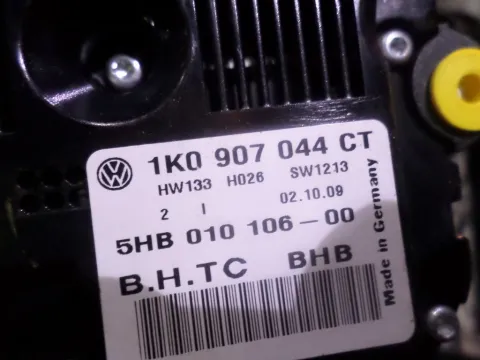 1K0 907 044 CT
HW133 H026 SW1213
2 I 02.10.09
5HB 010 106-00
B.H.TC BHB
Made in Germany